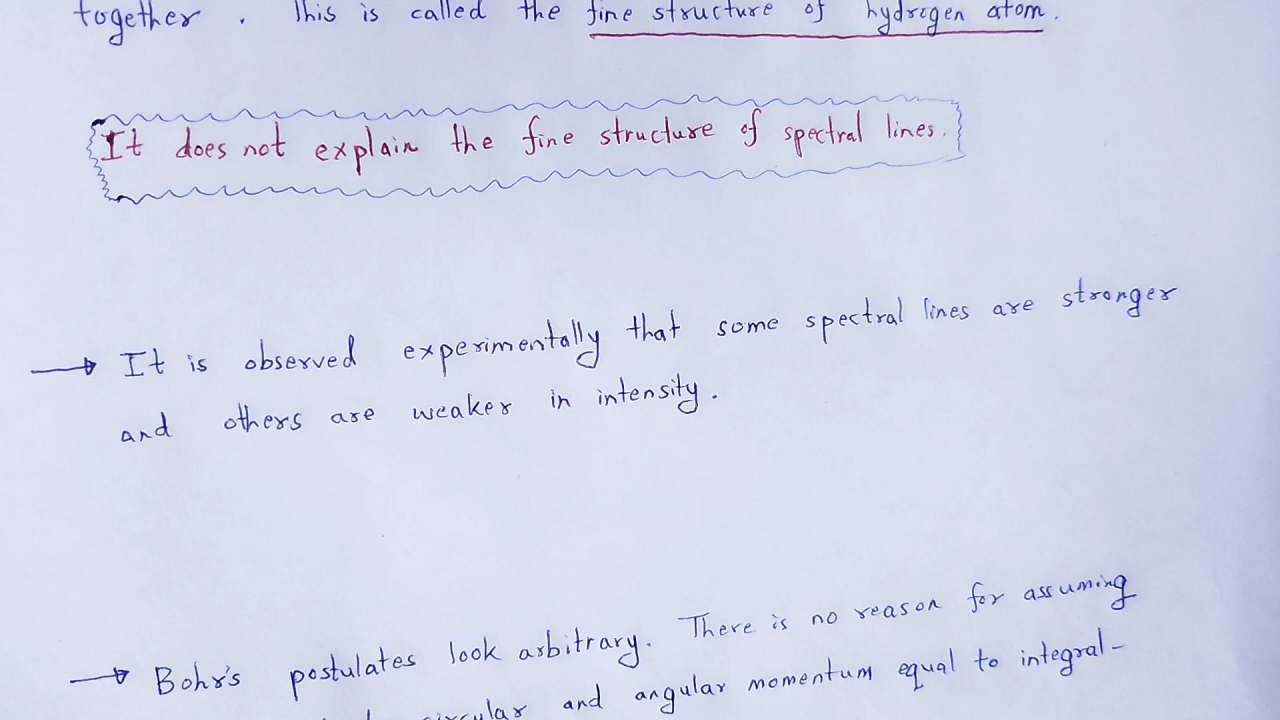 together. This is called the fine structure of hydrogen atom.
It does not explain the fine structure of spectral lines.
It is observed experimentally that some spectral lines are stronger
and others are weaker in intensity.
Bohr's postulates look arbitrary. There is no reason for assuming
circular and angular momentum equal to integral-